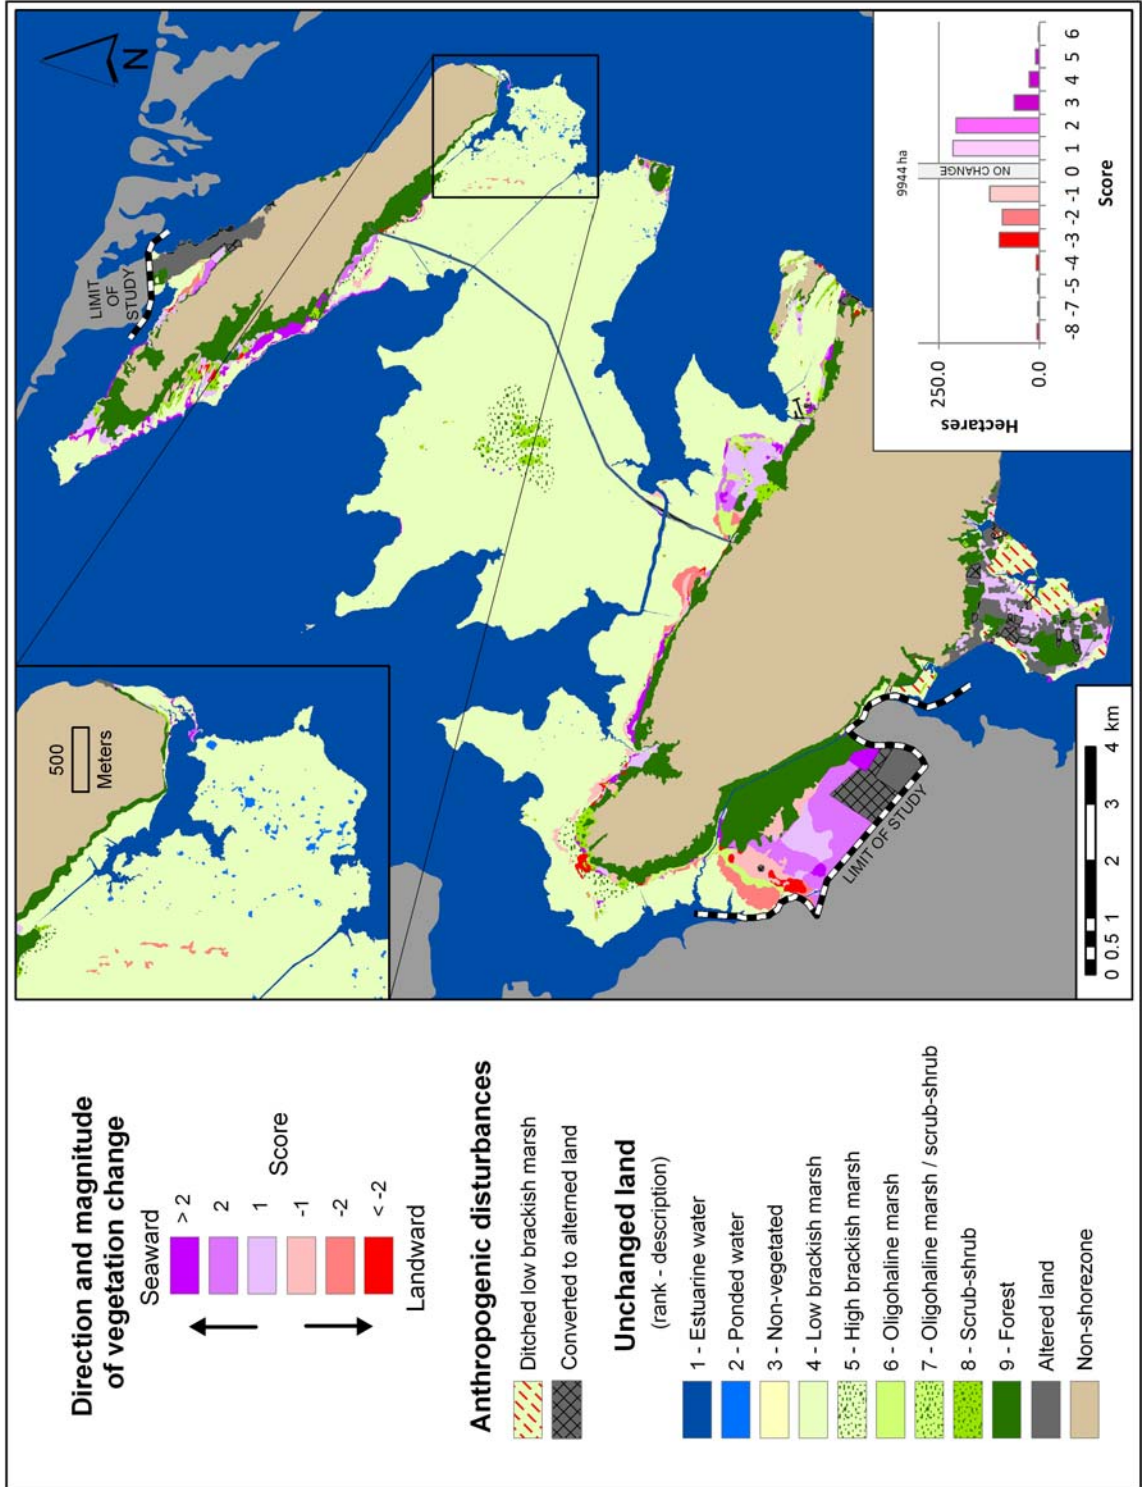 Direction and magnitude
of vegetation change
Seaward
> 2
2
1
-1
-2
< -2
Landward
Score
Anthropogenic disturbances
Ditched low brackish marsh
Converted to alterned land
Unchanged land
(rank - description)
1 - Estuarine water
2 - Ponded water
3 - Non-vegetated
4 - Low brackish marsh
5 - High brackish marsh
6 - Oligohaline marsh
7 - Oligohaline marsh / scrub-shrub
8 - Scrub-shrub
9 - Forest
Altered land
Non-shorezone
500
Meters
N
LIMIT
OF
STUDY
LIMIT OF STUDY
0 0.5 1 2 3 4 km
9944 ha
NO CHANGE
250.0
0.0
Hectares
-8 -7 -5 -4 -3 -2 -1 0 1 2 3 4 5 6
Score